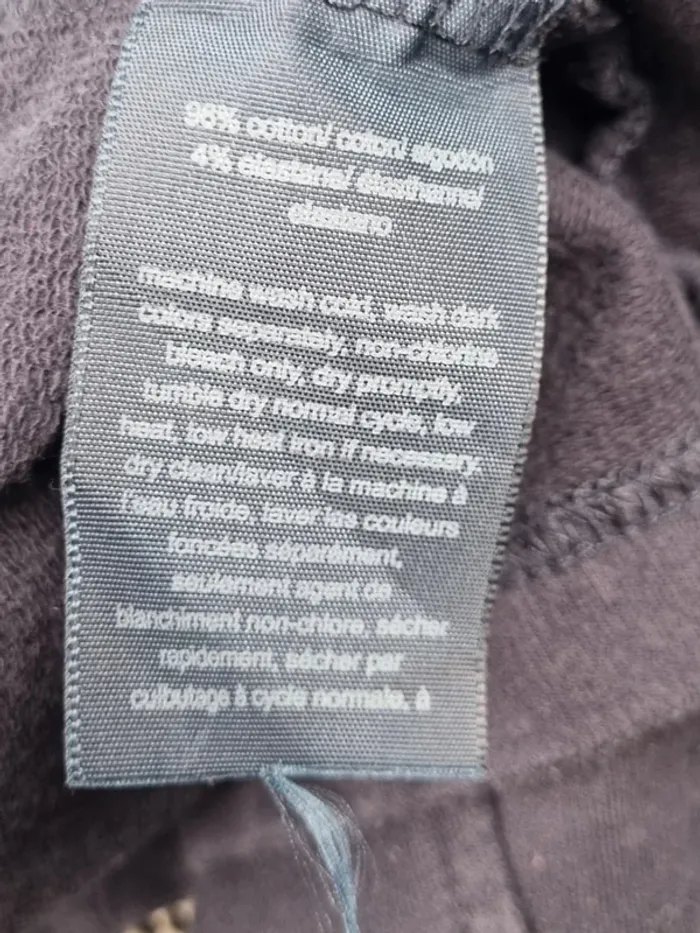 96% cotton/ coton/ algodón
4% elastane/ élasthanne/
elastano
machine wash cold, wash dark
colors separately, non-chlorine
bleach only, dry promptly,
tumble dry normal cycle, low
heat, low heat iron if necessary.
dry clean/laver à la machine à
l'eau froide, laver les couleurs
foncées séparément,
seulement agent de
blanchiment non-chlore, sécher
rapidement, sécher par
culbutage à cycle normale, à